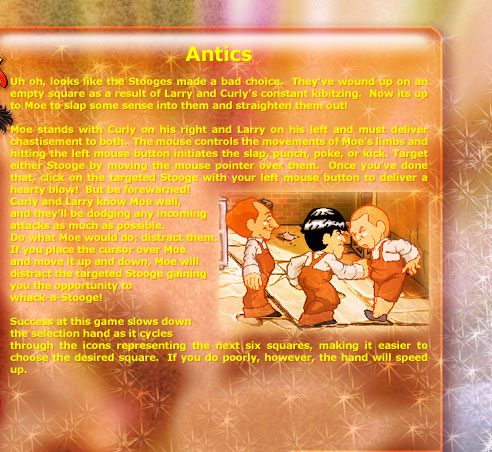 Antics
Uh oh, looks like the Stooges made a bad choice. They've wound up on an
empty square as a result of Larry and Curly's constant kibitzing. Now its up
to Moe to slap some sense into them and straighten them out!
Moe stands with Curly on his right and Larry on his left and must deliver
chastisement to both. The mouse controls the movements of Moe's limbs and
hitting the left mouse button initiates the slap, punch, poke, or kick. Target
either Stooge by moving the mouse pointer over them. Once you've done
that, click on the targeted Stooge with your left mouse button to deliver a
hearty blow! But be forewarned!
Curly and Larry know Moe well,
and they'll be dodging any incoming
attacks as much as possible.
Do what Moe would do: distract them.
If you place the cursor over Moe
and move it up and down, Moe will
distract the targeted Stooge gaining
you the opportunity to
whack-a-Stooge!
Success at this game slows down
the selection hand as it cycles
through the icons representing the next six squares, making it easier to
choose the desired square. If you do poorly, however, the hand will speed
up.